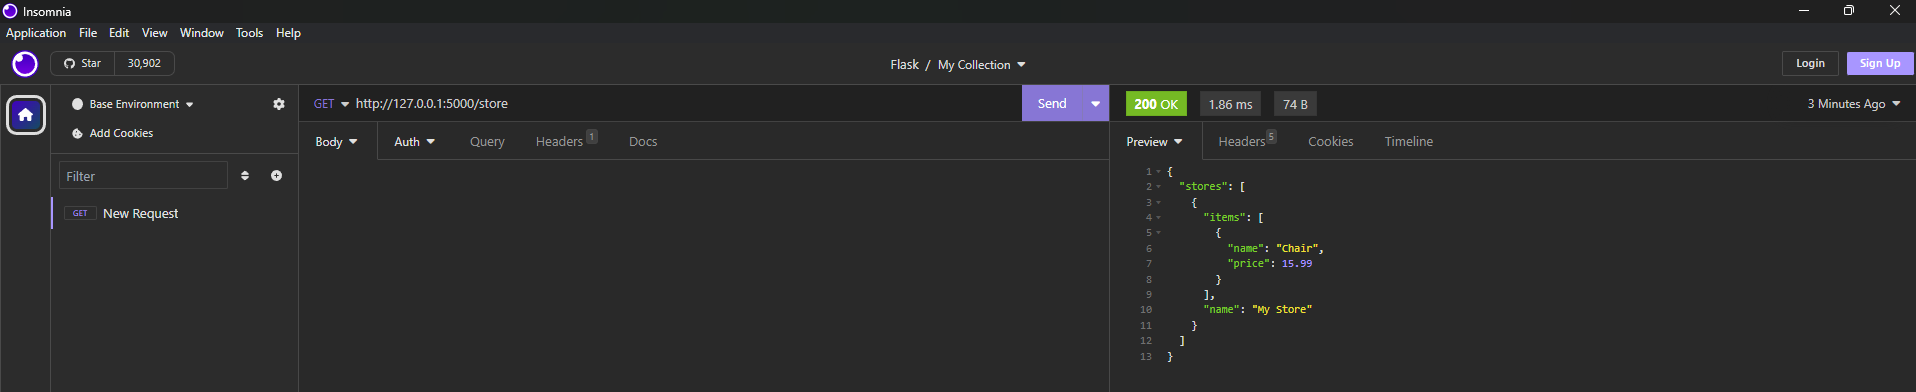 Insomnia
Application File Edit View Window Tools Help
Star 30,902
Flask / My Collection
Login Sign Up
Base Environment
Add Cookies
Filter
GET New Request
GET http://127.0.0.1:5000/store Send
Body Auth Query Headers 1 Docs
200 OK 1.86 ms 74 B 3 Minutes Ago
Preview Headers 5 Cookies Timeline
1 {
2 "stores": [
3 {
4 "items": [
5 {
6 "name": "Chair",
7 "price": 15.99
8 }
9 ],
10 "name": "My Store"
11 }
12 ]
13 }